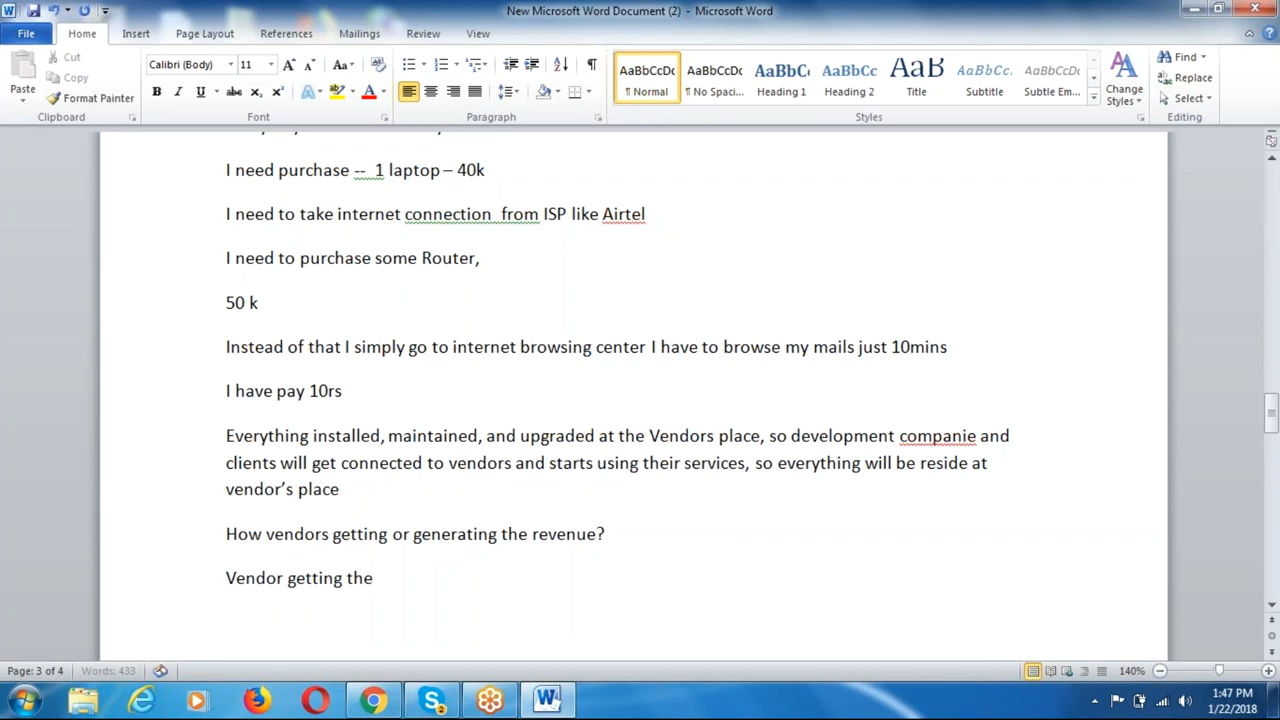 New Microsoft Word Document (2) - Microsoft Word
File Home Insert Page Layout References Mailings Review View
Cut
Copy
Paste
Format Painter
Clipboard
Calibri (Body) 11
Font
Paragraph
AaBbCcDc AaBbCcDc AaBbCc AaBbCc AaB AaBbCc. AaBbCcDc
¶ Normal ¶ No Spaci... Heading 1 Heading 2 Title Subtitle Subtle Em...
Change
Styles
Styles
Find
Replace
Select
Editing
I need purchase -- 1 laptop – 40k
I need to take internet connection from ISP like Airtel
I need to purchase some Router,
50 k
Instead of that I simply go to internet browsing center I have to browse my mails just 10mins
I have pay 10rs
Everything installed, maintained, and upgraded at the Vendors place, so development companie and
clients will get connected to vendors and starts using their services, so everything will be reside at
vendor’s place
How vendors getting or generating the revenue?
Vendor getting the
Page: 3 of 4 Words: 433 140%
1:47 PM
1/22/2018